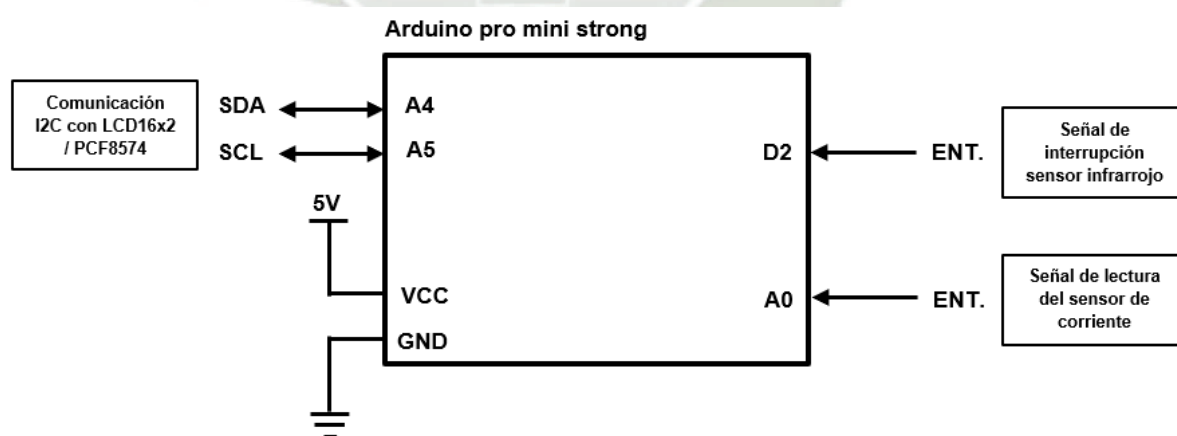 Arduino pro mini strong
Comunicación
I2C con LCD16x2
/ PCF8574
SDA
SCL
A4
A5
5V
VCC
GND
D2
A0
ENT.
Señal de
interrupción
sensor infrarrojo
ENT.
Señal de lectura
del sensor de
corriente